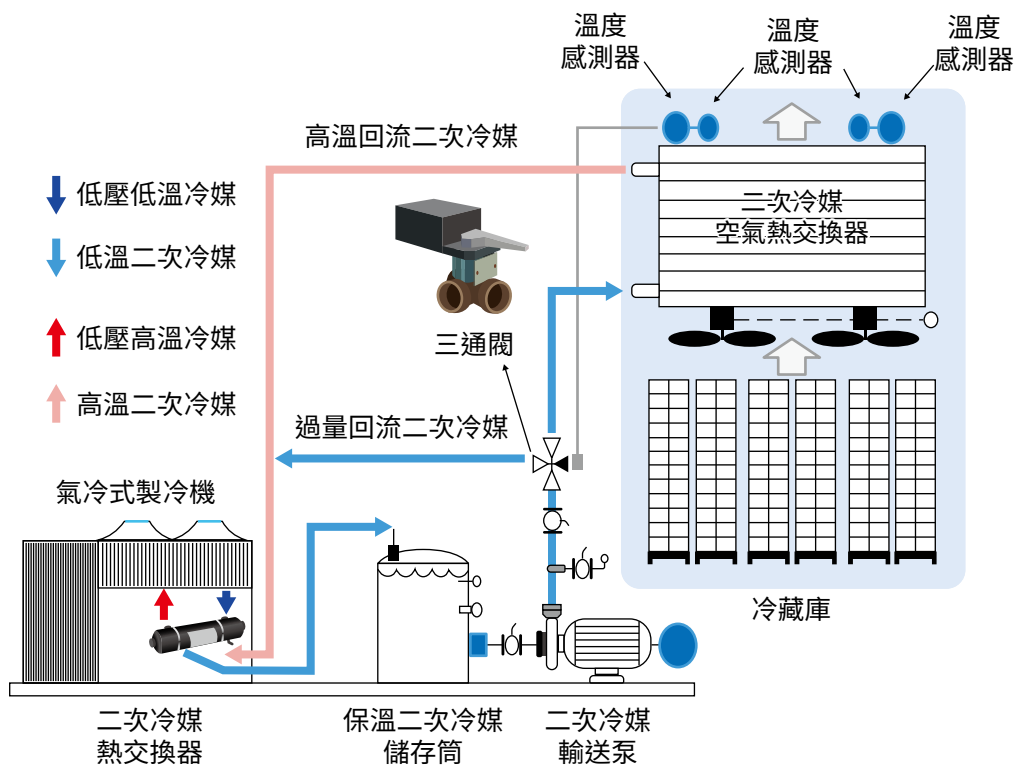 溫度
感測器
溫度
感測器
溫度
感測器
高溫回流二次冷媒
低壓低溫冷媒
低溫二次冷媒
低壓高溫冷媒
高溫二次冷媒
二次冷媒
空氣熱交換器
三通閥
過量回流二次冷媒
氣冷式製冷機
冷藏庫
二次冷媒
熱交換器
保溫二次冷媒
儲存筒
二次冷媒
輸送泵